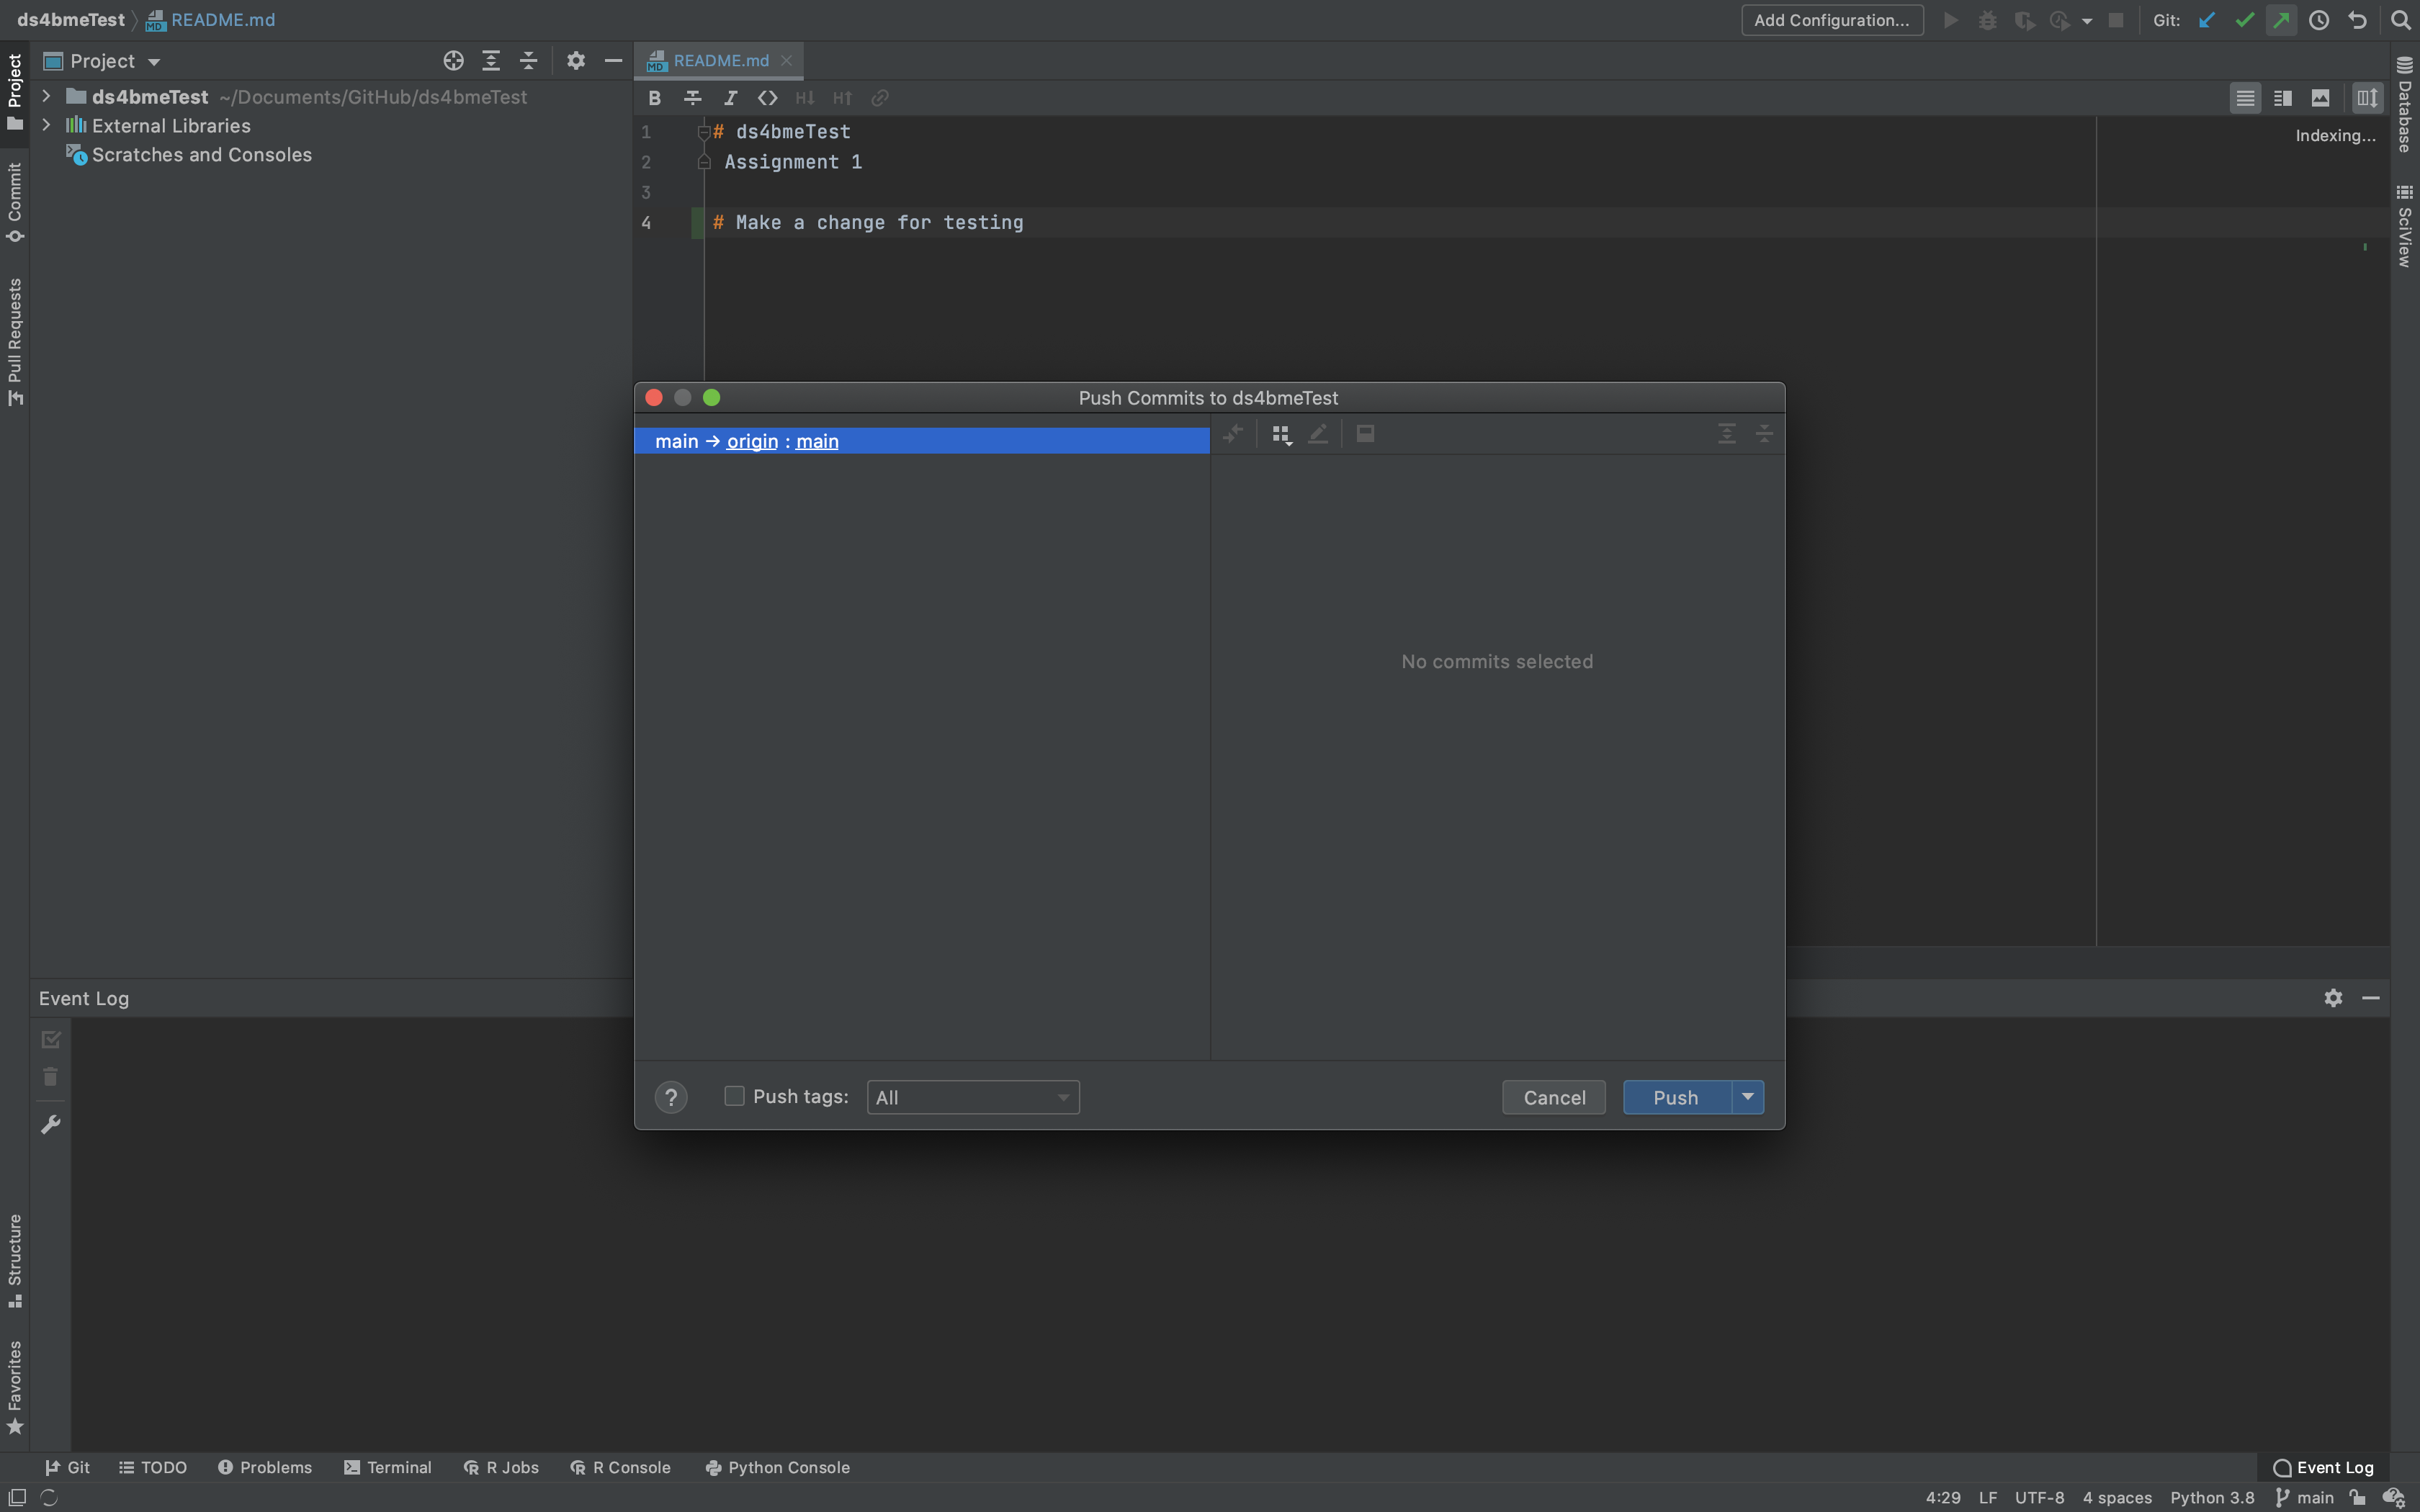 ds4bmeTest README.md Add Configuration... Git:
Project
ds4bmeTest ~/Documents/GitHub/ds4bmeTest
External Libraries
Scratches and Consoles
Project
Commit
Pull Requests
Structure
Favorites
README.md
B I H H
Indexing...
1 # ds4bmeTest
2 Assignment 1
3
4 # Make a change for testing
Database
SciView
Push Commits to ds4bmeTest
main → origin : main
No commits selected
? Push tags: All Cancel Push
Event Log
Git TODO Problems Terminal R Jobs R Console Python Console Event Log
4:29 LF UTF-8 4 spaces Python 3.8 main